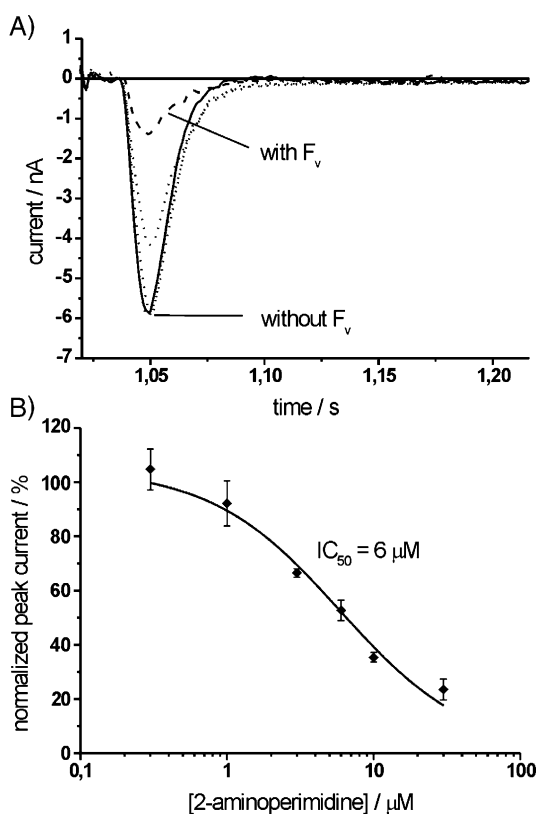 A)
1
0
-1
-2
-3
-4
-5
-6
-7
current / nA
with Fv
without Fv
1,05 1,10 1,15 1,20
time / s
B)
120
100
80
60
40
20
0
normalized peak current / %
IC50 = 6 μM
0,1 1 10 100
[2-aminoperimidine] / μM